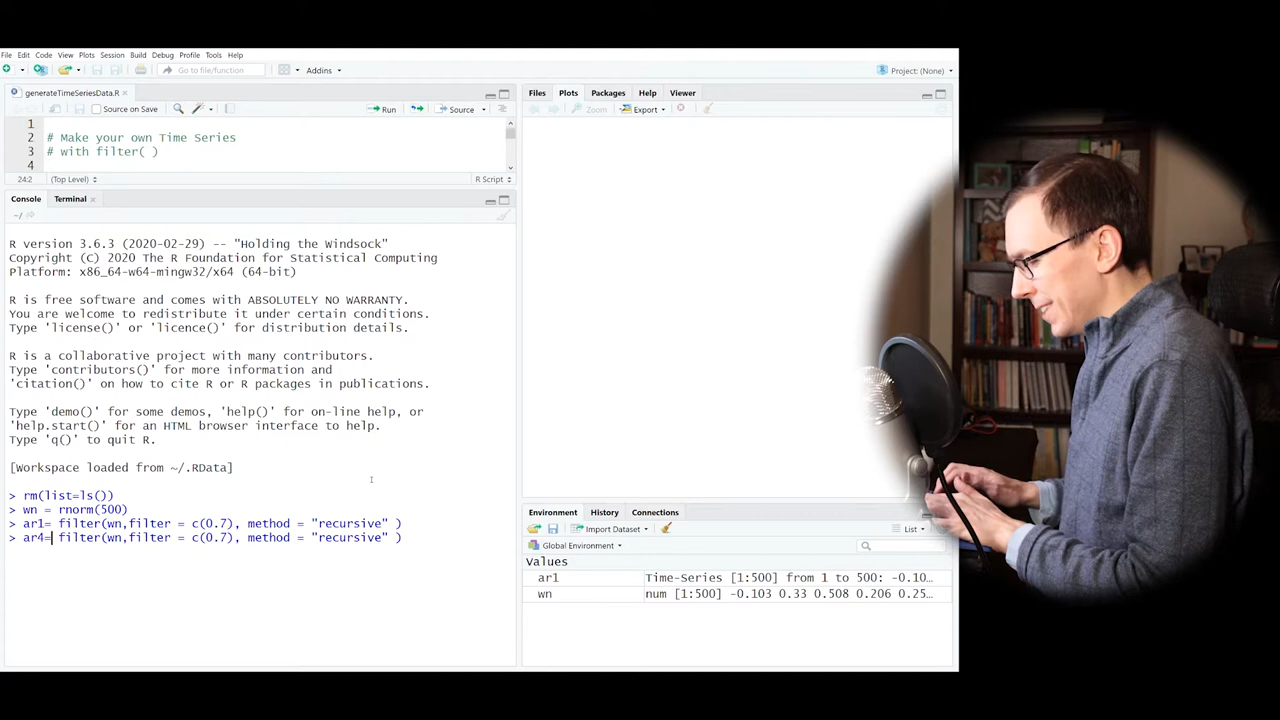 File Edit Code View Plots Session Build Debug Profile Tools Help
Go to file/function
Addins
Project: (None)
generateTimeSeriesData.R
Source on Save
Run
Source
1
2 # Make your own Time Series
3 # with filter( )
4
24:2 (Top Level) R Script
Console Terminal
~/
R version 3.6.3 (2020-02-29) -- "Holding the Windsock"
Copyright (C) 2020 The R Foundation for Statistical Computing
Platform: x86_64-w64-mingw32/x64 (64-bit)
R is free software and comes with ABSOLUTELY NO WARRANTY.
You are welcome to redistribute it under certain conditions.
Type 'license()' or 'licence()' for distribution details.
R is a collaborative project with many contributors.
Type 'contributors()' for more information and
'citation()' on how to cite R or R packages in publications.
Type 'demo()' for some demos, 'help()' for on-line help, or
'help.start()' for an HTML browser interface to help.
Type 'q()' to quit R.
[Workspace loaded from ~/.RData]
> rm(list=ls())
> wn = rnorm(500)
> ar1= filter(wn,filter = c(0.7), method = "recursive" )
> ar4= filter(wn,filter = c(0.7), method = "recursive" )
Files Plots Packages Help Viewer
Zoom Export
Environment History Connections
Import Dataset List
Global Environment
Values
ar1 Time-Series [1:500] from 1 to 500: -0.10…
wn num [1:500] -0.103 0.33 0.508 0.206 0.25…